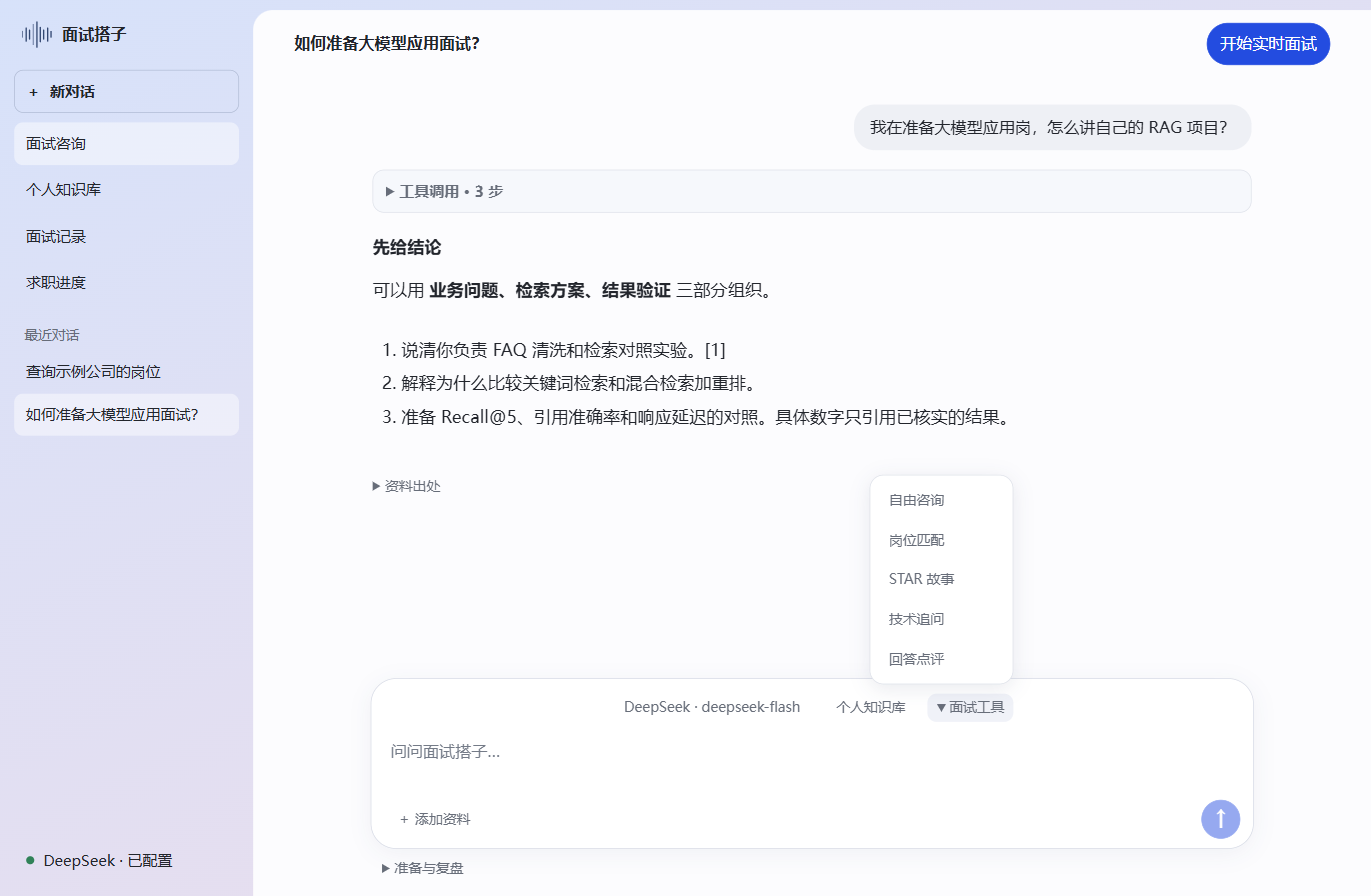 面试搭子
+ 新对话
面试咨询
个人知识库
面试记录
求职进度
最近对话
查询示例公司的岗位
如何准备大模型应用面试?
DeepSeek · 已配置
如何准备大模型应用面试?
开始实时面试
我在准备大模型应用岗，怎么讲自己的 RAG 项目?
▶ 工具调用 • 3 步
先给结论
可以用 业务问题、检索方案、结果验证 三部分组织。
1. 说清你负责 FAQ 清洗和检索对照实验。[1]
2. 解释为什么比较关键词检索和混合检索加重排。
3. 准备 Recall@5、引用准确率和响应延迟的对照。具体数字只引用已核实的结果。
▶ 资料出处
自由咨询
岗位匹配
STAR 故事
技术追问
回答点评
DeepSeek · deepseek-flash 个人知识库 ▼面试工具
问问面试搭子...
+ 添加资料
↑
▶ 准备与复盘